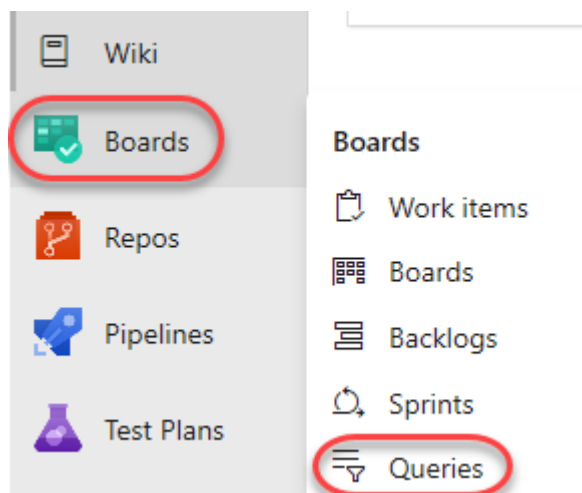 Wiki
Boards
Repos
Pipelines
Test Plans
Boards
Work items
Boards
Backlogs
Sprints
Queries